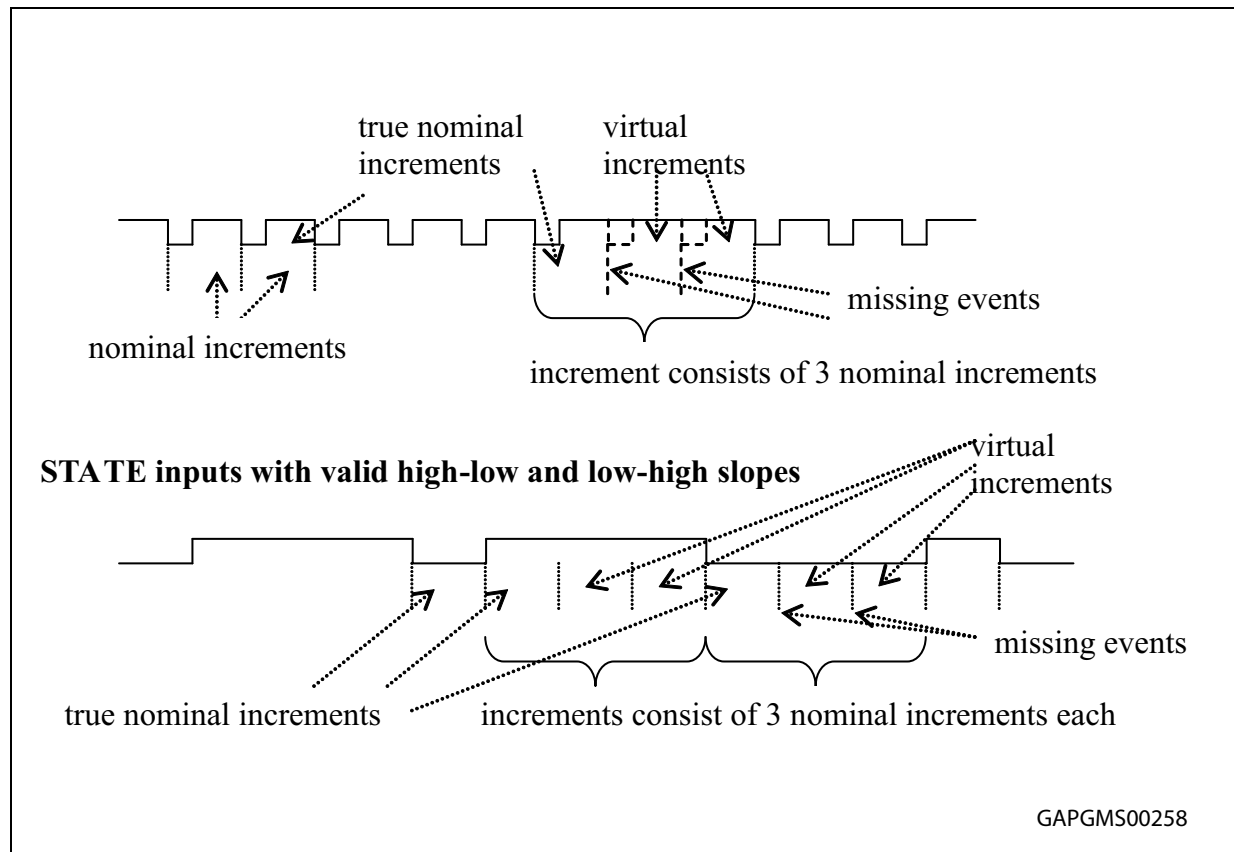 true nominal
increments
virtual
increments
missing events
nominal increments
increment consists of 3 nominal increments
virtual
increments
STATE inputs with valid high-low and low-high slopes
missing events
true nominal increments
increments consist of 3 nominal increments each
GAPGMS00258